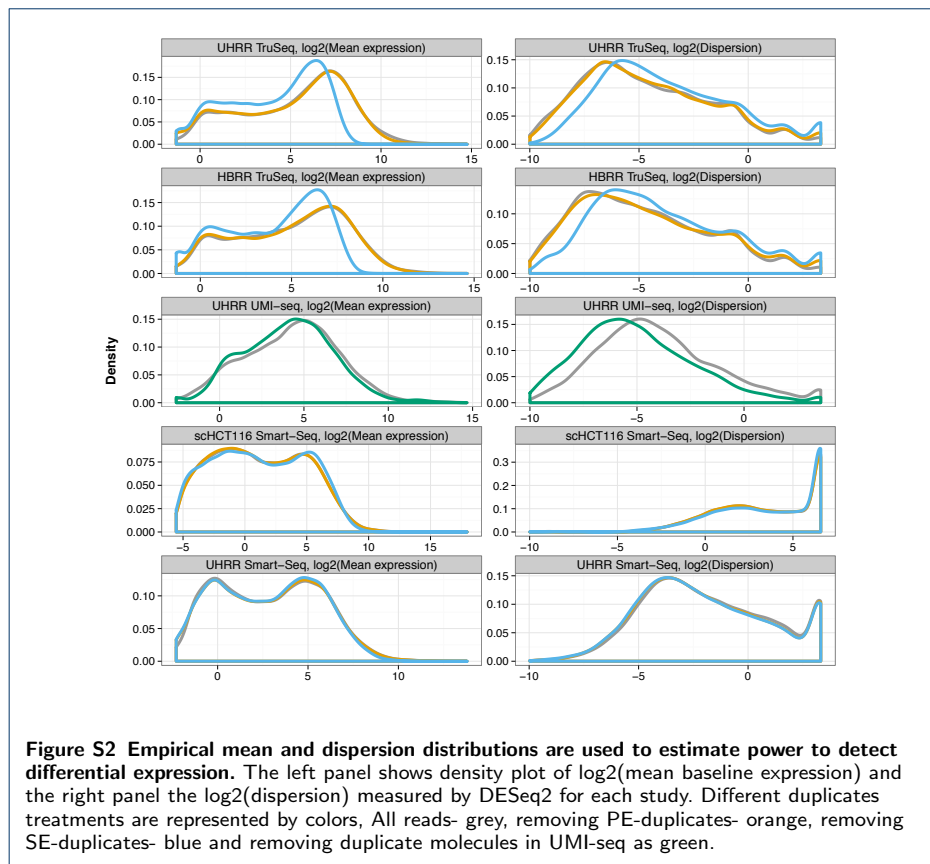 UHRR TruSeq, log2(Mean expression)
0.15
0.10
0.05
0.00
0 5 10 15
UHRR TruSeq, log2(Dispersion)
0.15
0.10
0.05
0.00
−10 −5 0
HBRR TruSeq, log2(Mean expression)
0.15
0.10
0.05
0.00
0 5 10 15
HBRR TruSeq, log2(Dispersion)
0.10
0.05
0.00
−10 −5 0
Density
UHRR UMI-seq, log2(Mean expression)
0.15
0.10
0.05
0.00
0 5 10 15
UHRR UMI-seq, log2(Dispersion)
0.15
0.10
0.05
0.00
−10 −5 0
scHCT116 Smart-Seq, log2(Mean expression)
0.075
0.050
0.025
0.000
−5 0 5 10 15
scHCT116 Smart-Seq, log2(Dispersion)
0.3
0.2
0.1
0.0
−10 −5 0 5
UHRR Smart-Seq, log2(Mean expression)
0.10
0.05
0.00
0 5 10
UHRR Smart-Seq, log2(Dispersion)
0.15
0.10
0.05
0.00
−10 −5 0
Figure S2 Empirical mean and dispersion distributions are used to estimate power to detect
differential expression. The left panel shows density plot of log2(mean baseline expression) and
the right panel the log2(dispersion) measured by DESeq2 for each study. Different duplicates
treatments are represented by colors, All reads- grey, removing PE-duplicates- orange, removing
SE-duplicates- blue and removing duplicate molecules in UMI-seq as green.